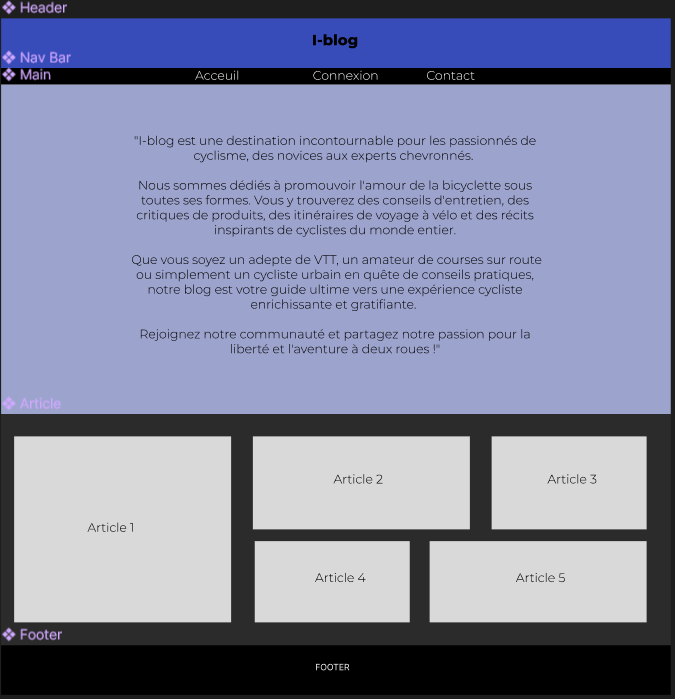 Header
I-blog
Nav Bar
Main
Acceuil Connexion Contact
"I-blog est une destination incontournable pour les passionnés de
cyclisme, des novices aux experts chevronnés.
Nous sommes dédiés à promouvoir l'amour de la bicyclette sous
toutes ses formes. Vous y trouverez des conseils d'entretien, des
critiques de produits, des itinéraires de voyage à vélo et des récits
inspirants de cyclistes du monde entier.
Que vous soyez un adepte de VTT, un amateur de courses sur route
ou simplement un cycliste urbain en quête de conseils pratiques,
notre blog est votre guide ultime vers une expérience cycliste
enrichissante et gratifiante.
Rejoignez notre communauté et partagez notre passion pour la
liberté et l'aventure à deux roues !"
Article
Article 1
Article 2
Article 3
Article 4
Article 5
Footer
FOOTER